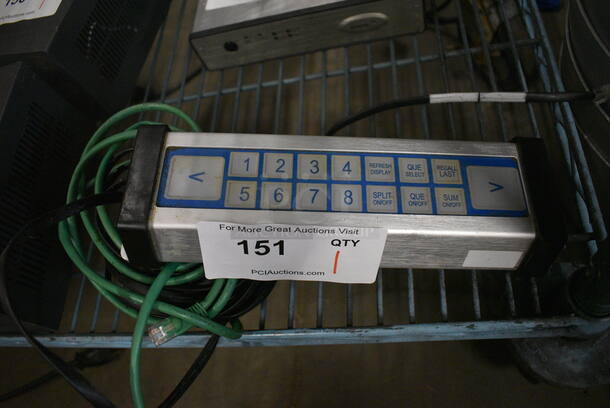 1 2 3 4 REFRESH DISPLAY QUE SELECT RECALL LAST
< >
5 6 7 8 SPLIT ON/OFF QUE ON/OFF SUM ON/OFF
For More Great Auctions Visit
151 QTY 1
PCIAuctions.com